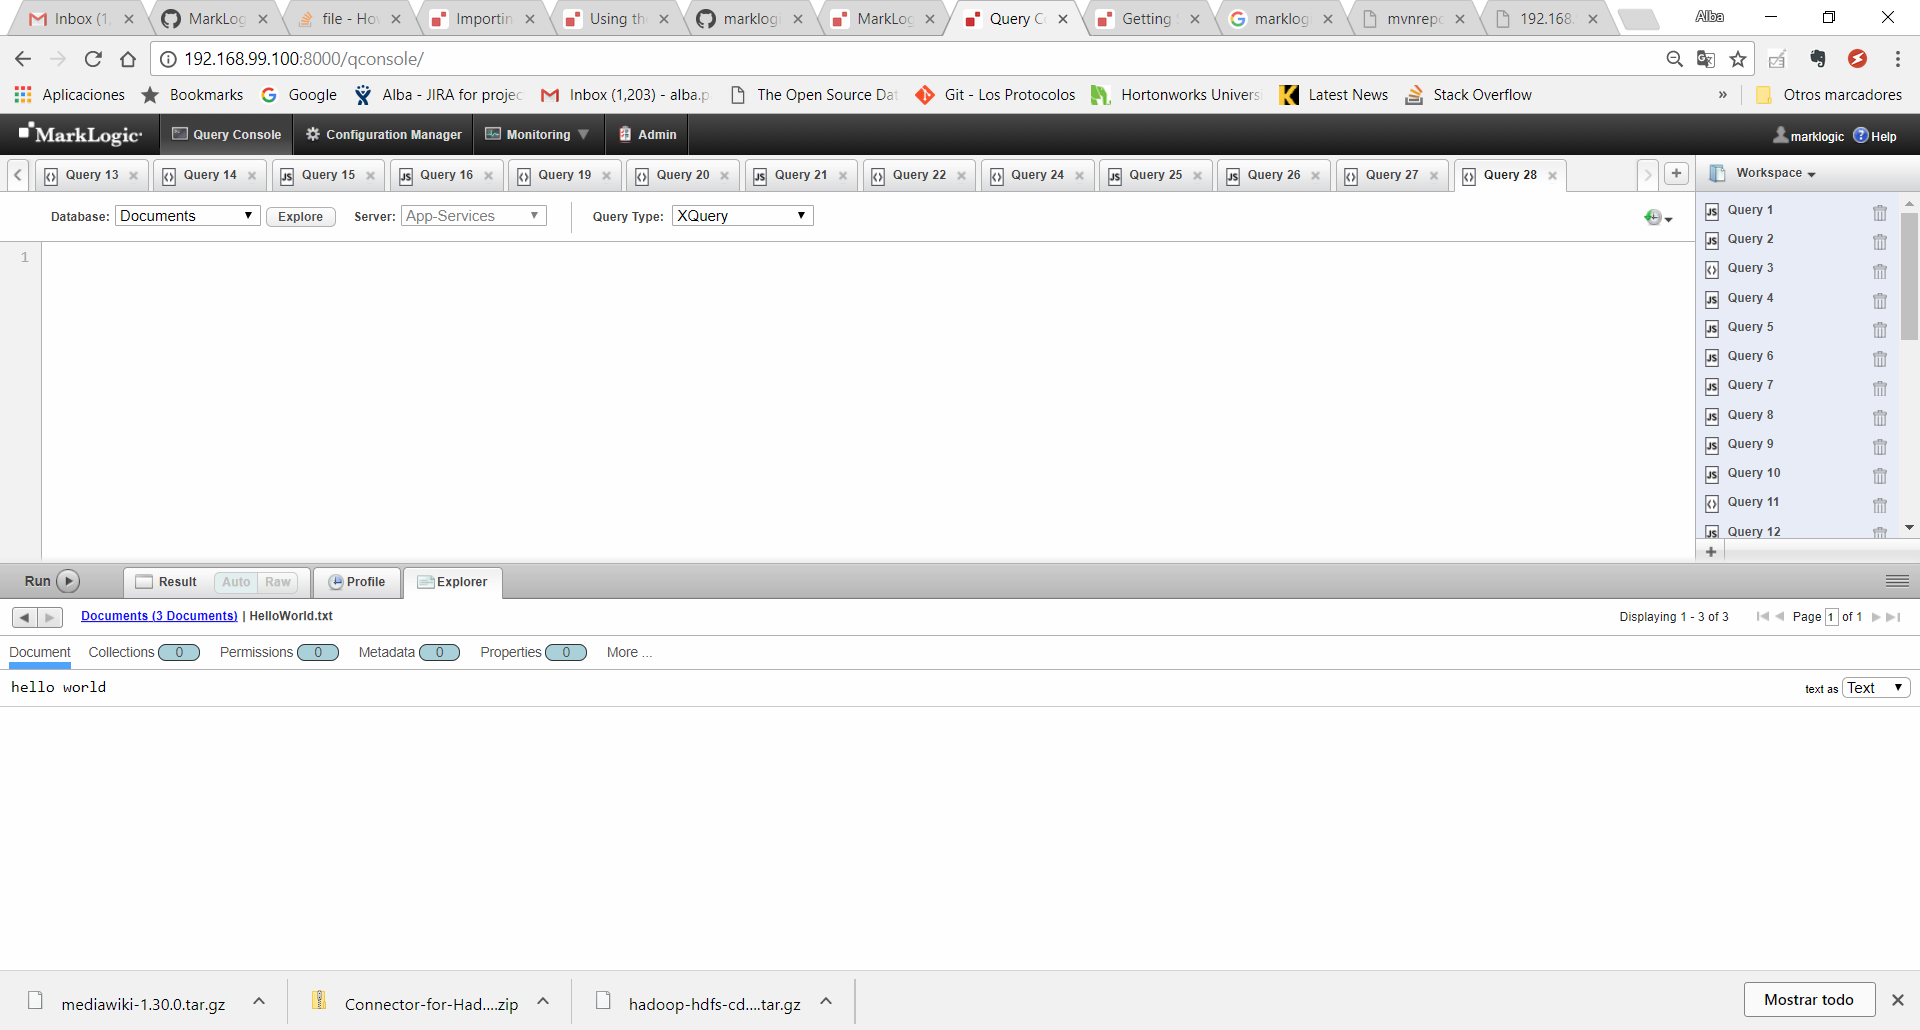 Inbox (1, MarkLog file - Ho Importin Using th marklog MarkLog Query C Getting marklog mvnrepo 192.168. Alba
192.168.99.100:8000/qconsole/
Aplicaciones Bookmarks Google Alba - JIRA for projec Inbox (1,203) - alba.p The Open Source Dat Git - Los Protocolos Hortonworks Univers Latest News Stack Overflow » Otros marcadores
MarkLogic Query Console Configuration Manager Monitoring Admin marklogic Help
Query 13 Query 14 Query 15 Query 16 Query 19 Query 20 Query 21 Query 22 Query 24 Query 25 Query 26 Query 27 Query 28 Workspace
Database: Documents Explore Server: App-Services Query Type: XQuery
1
Query 1
Query 2
Query 3
Query 4
Query 5
Query 6
Query 7
Query 8
Query 9
Query 10
Query 11
Query 12
Run Result Auto Raw Profile Explorer
Documents (3 Documents) | HelloWorld.txt Displaying 1 - 3 of 3 Page 1 of 1
Document Collections 0 Permissions 0 Metadata 0 Properties 0 More ...
hello world text as Text
mediawiki-1.30.0.tar.gz Connector-for-Had....zip hadoop-hdfs-cd....tar.gz Mostrar todo